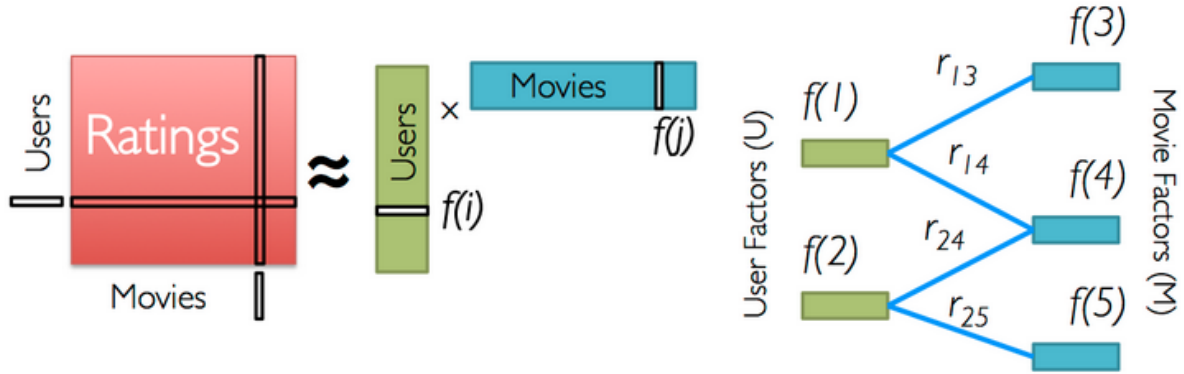 Users
Ratings
Movies
≈
Users
f(i)
×
Movies
f(j)
User Factors (U)
f(1)
f(2)
r13
r14
r24
r25
f(3)
f(4)
f(5)
Movie Factors (M)